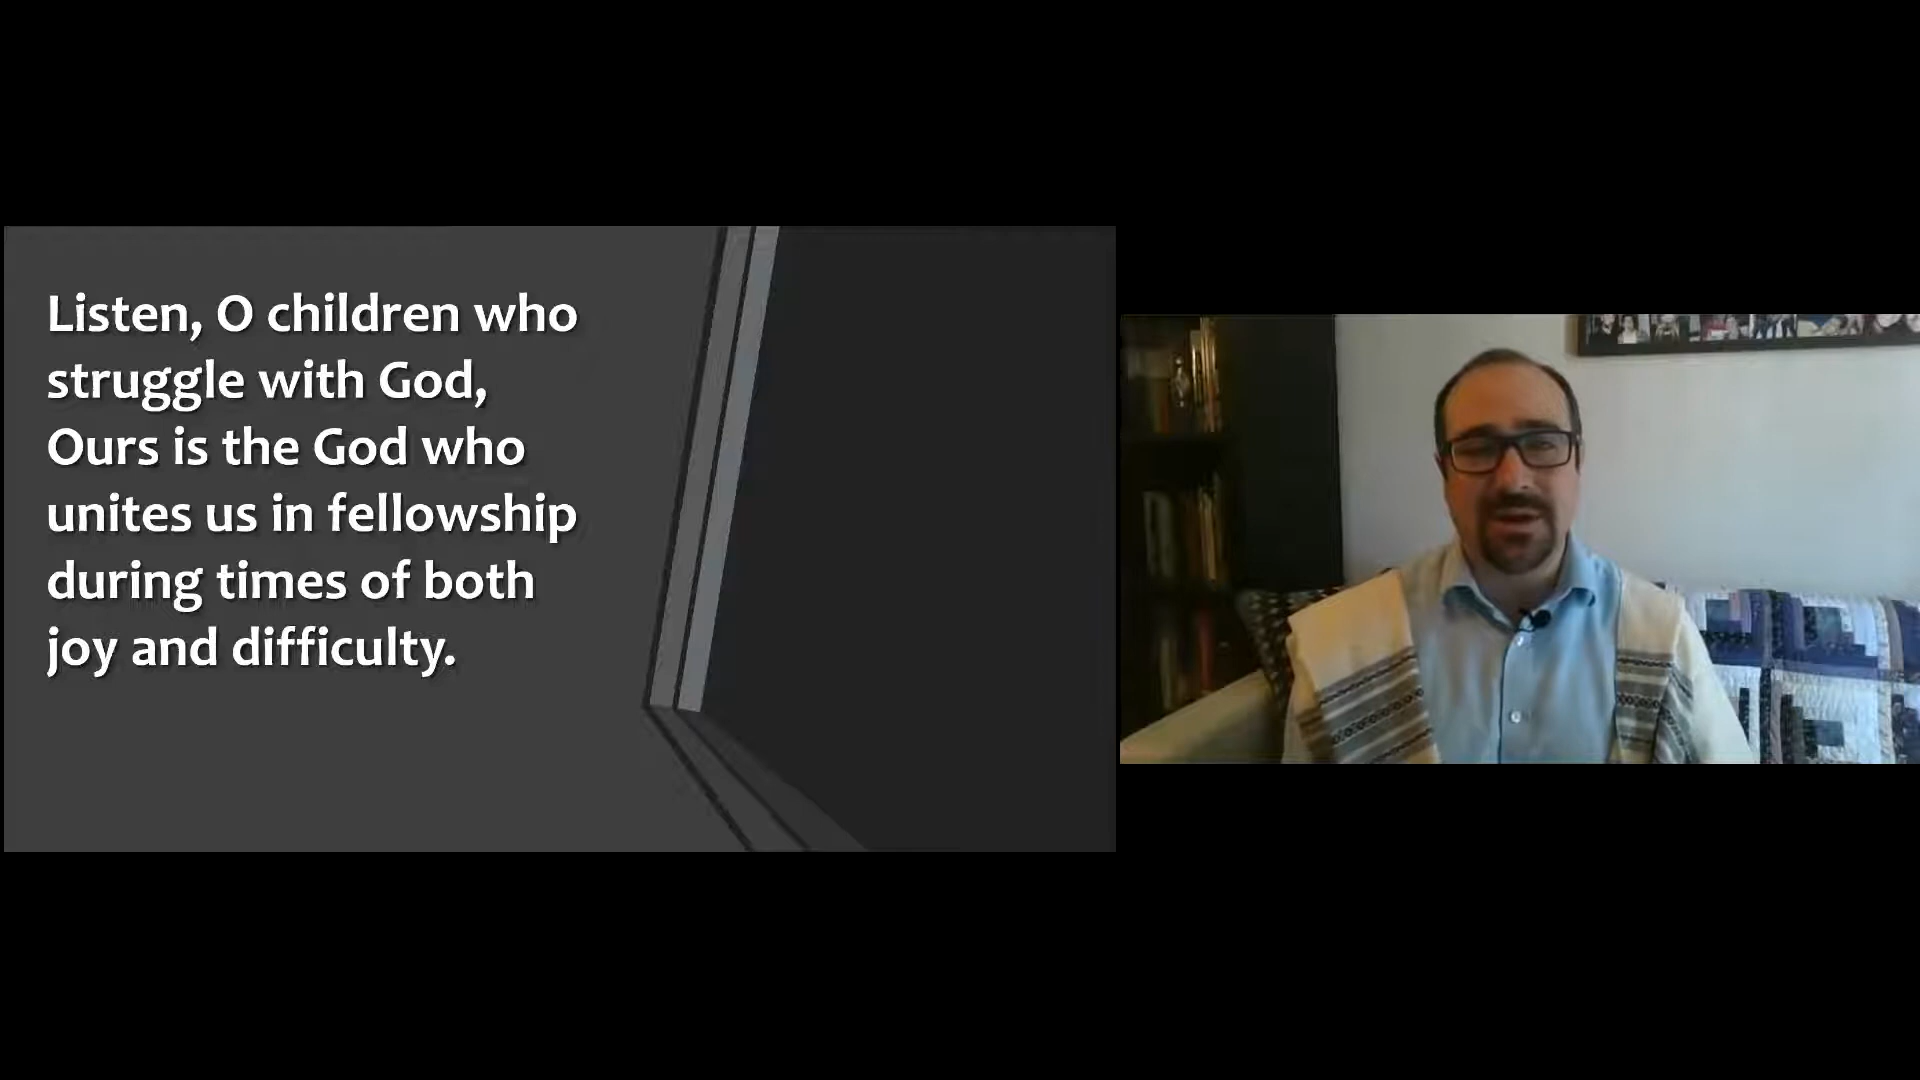 Listen, O children who
struggle with God,
Ours is the God who
unites us in fellowship
during times of both
joy and difficulty.